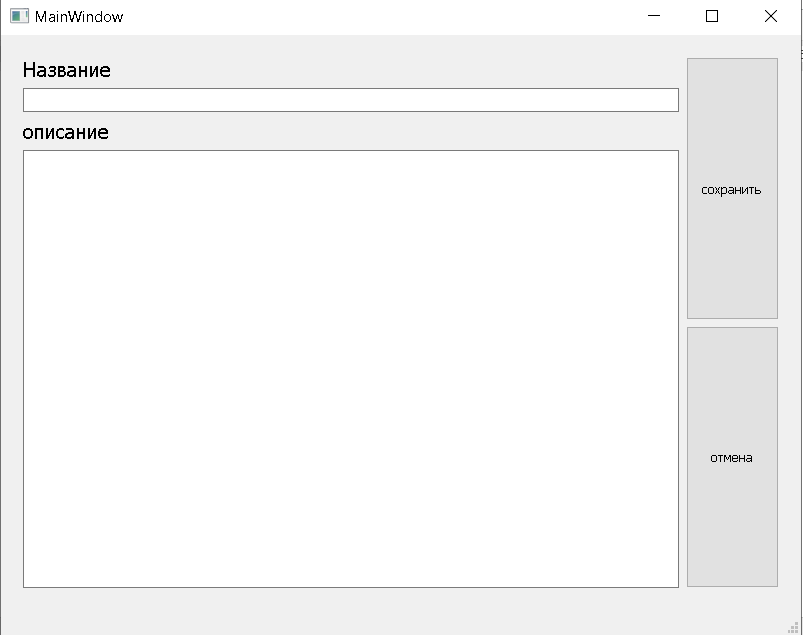 MainWindow
Название
описание
сохранить
отмена